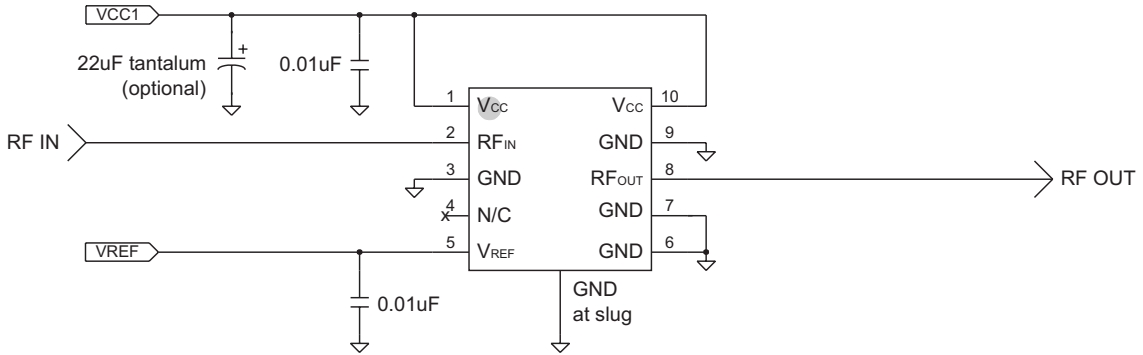 VCC1
+
22uF tantalum
(optional)
0.01uF
1
VCC
VCC
10
RF IN
2
RFIN
GND
9
3
GND
RFOUT
8
RF OUT
4
N/C
GND
7
VREF
5
VREF
GND
6
0.01uF
GND
at slug